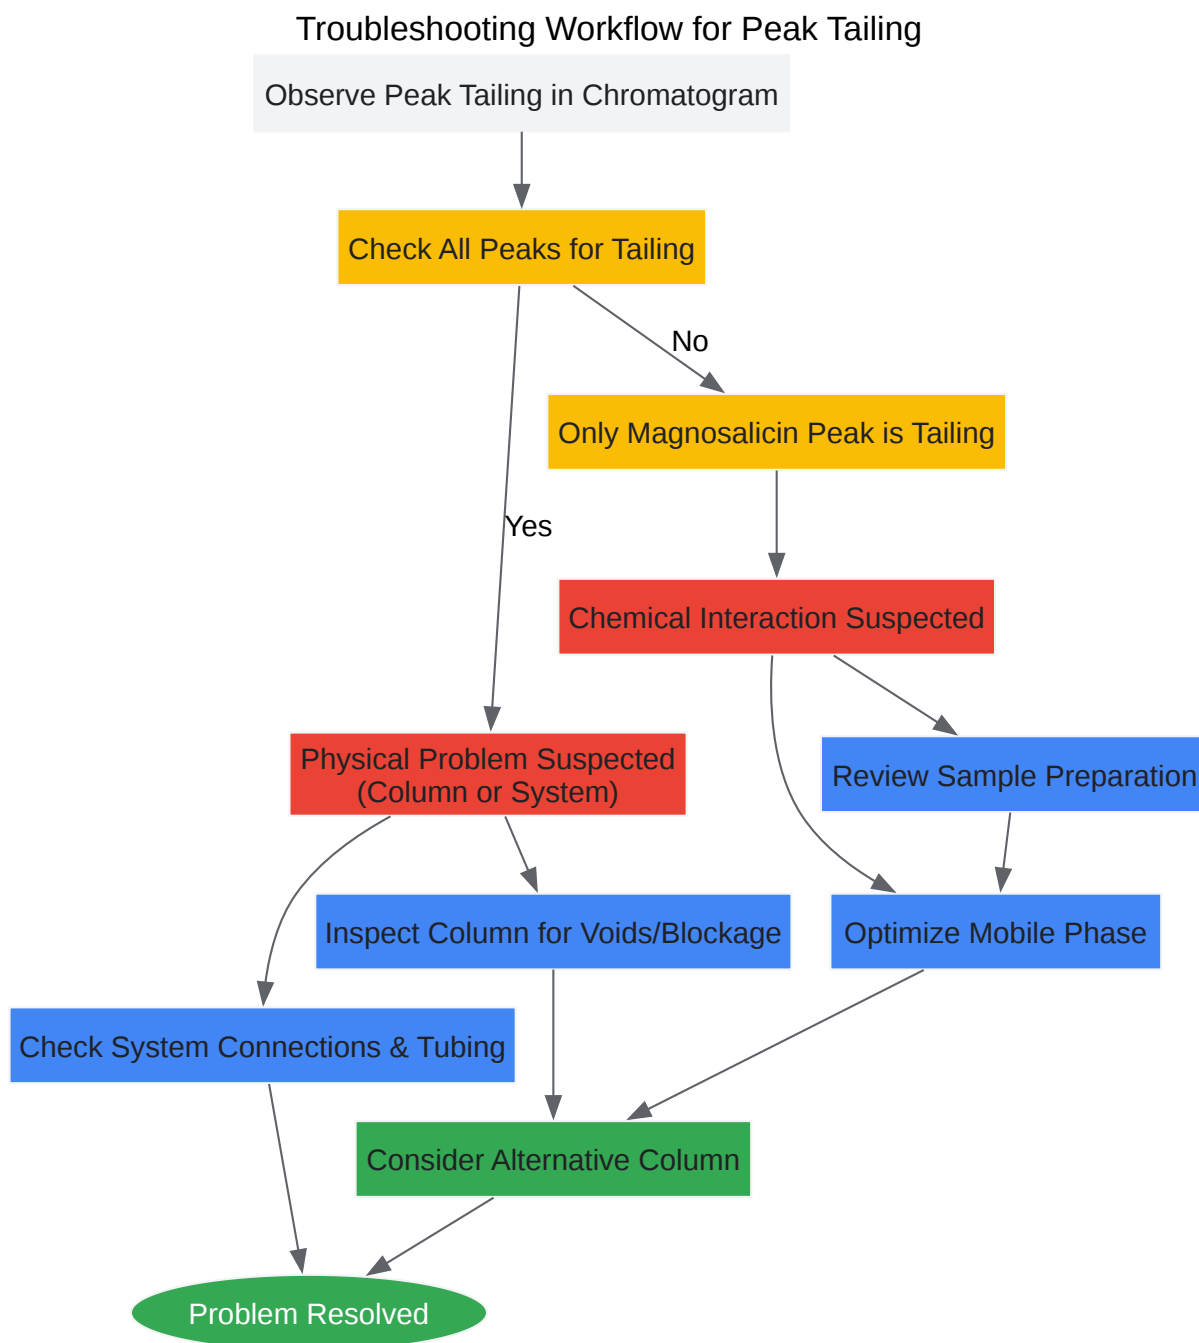 Troubleshooting Workflow for Peak Tailing
Observe Peak Tailing in Chromatogram
Check All Peaks for Tailing
No
Only Magnosalicin Peak is Tailing
Yes
Chemical Interaction Suspected
Physical Problem Suspected
(Column or System)
Review Sample Preparation
Inspect Column for Voids/Blockage
Optimize Mobile Phase
Check System Connections & Tubing
Consider Alternative Column
Problem Resolved